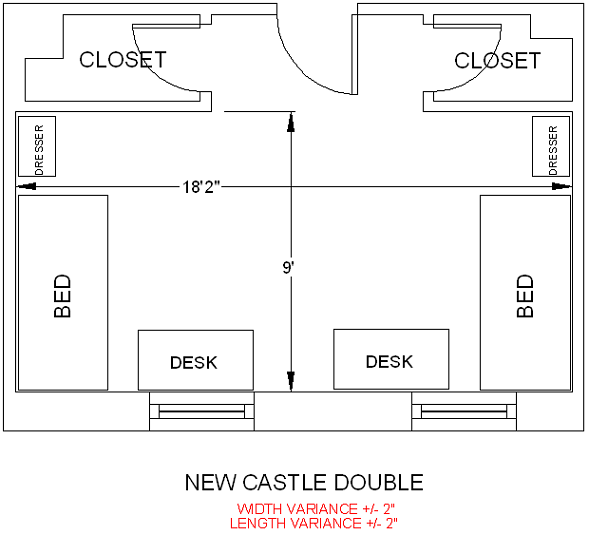 CLOSET
CLOSET
DRESSER
DRESSER
18'2"
9'
BED
BED
DESK
DESK
NEW CASTLE DOUBLE
WIDTH VARIANCE +/- 2"
LENGTH VARIANCE +/- 2"